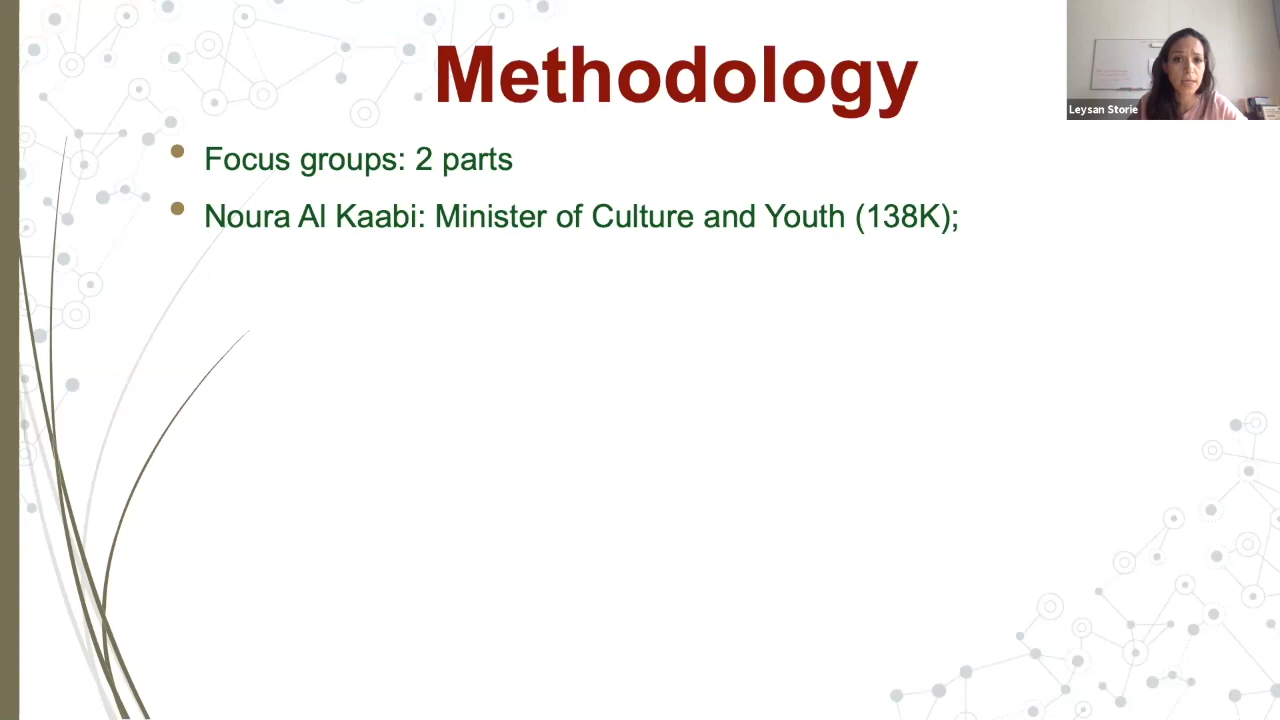 Methodology
Leysan Storie
Focus groups: 2 parts
Noura Al Kaabi: Minister of Culture and Youth (138K);